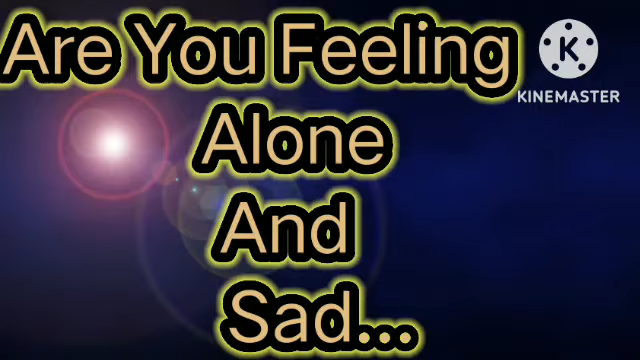 Are You Feeling
Alone
And
Sad...
K
KINEMASTER